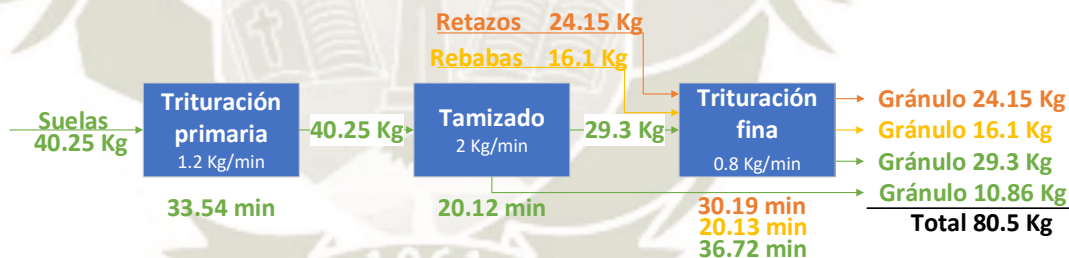 Retazos 24.15 Kg
Rebabas 16.1 Kg
Suelas
40.25 Kg
Trituración
primaria
1.2 Kg/min
40.25 Kg
Tamizado
2 Kg/min
29.3 Kg
Trituración
fina
0.8 Kg/min
Gránulo 24.15 Kg
Gránulo 16.1 Kg
Gránulo 29.3 Kg
Gránulo 10.86 Kg
Total 80.5 Kg
33.54 min
20.12 min
30.19 min
20.13 min
36.72 min
1961